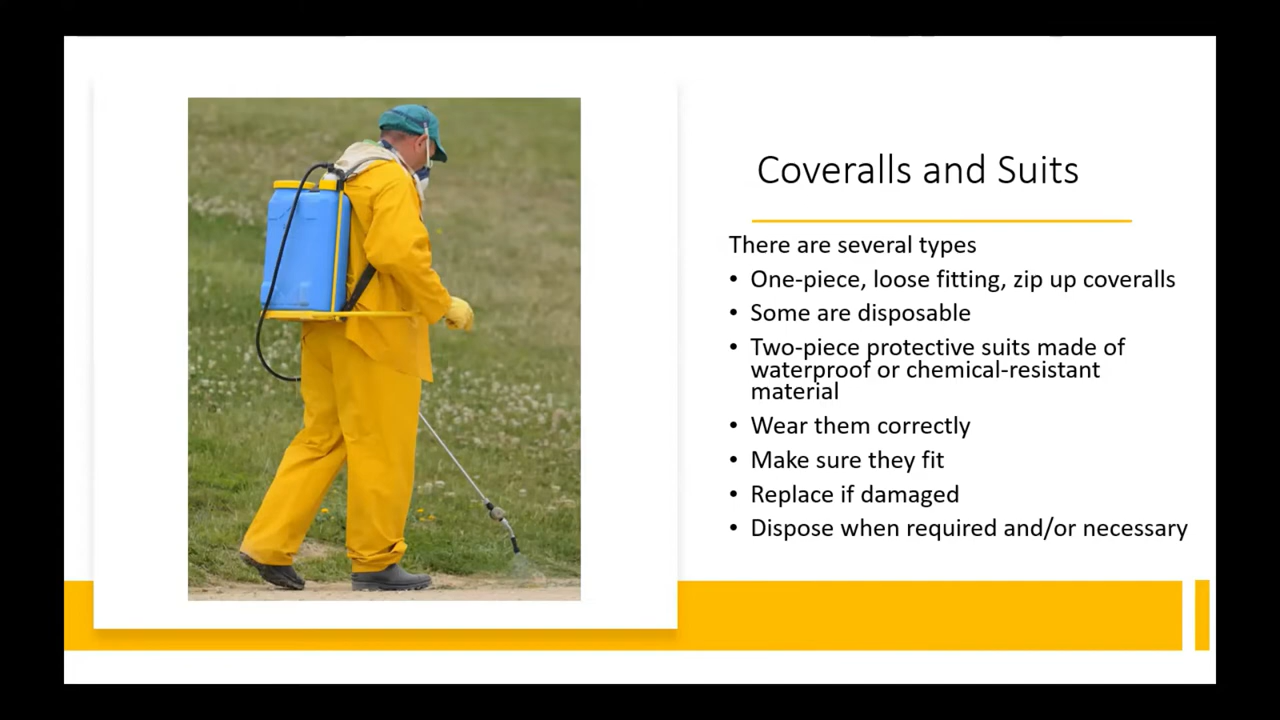 Coveralls and Suits
There are several types
• One-piece, loose fitting, zip up coveralls
• Some are disposable
• Two-piece protective suits made of
waterproof or chemical-resistant
material
• Wear them correctly
• Make sure they fit
• Replace if damaged
• Dispose when required and/or necessary